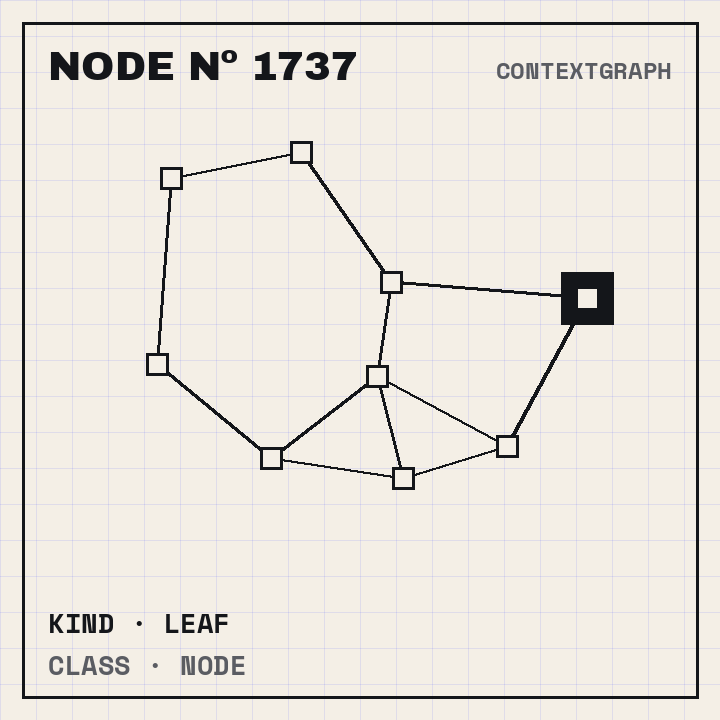 NODE Nº 1737
CONTEXTGRAPH
KIND · LEAF
CLASS · NODE